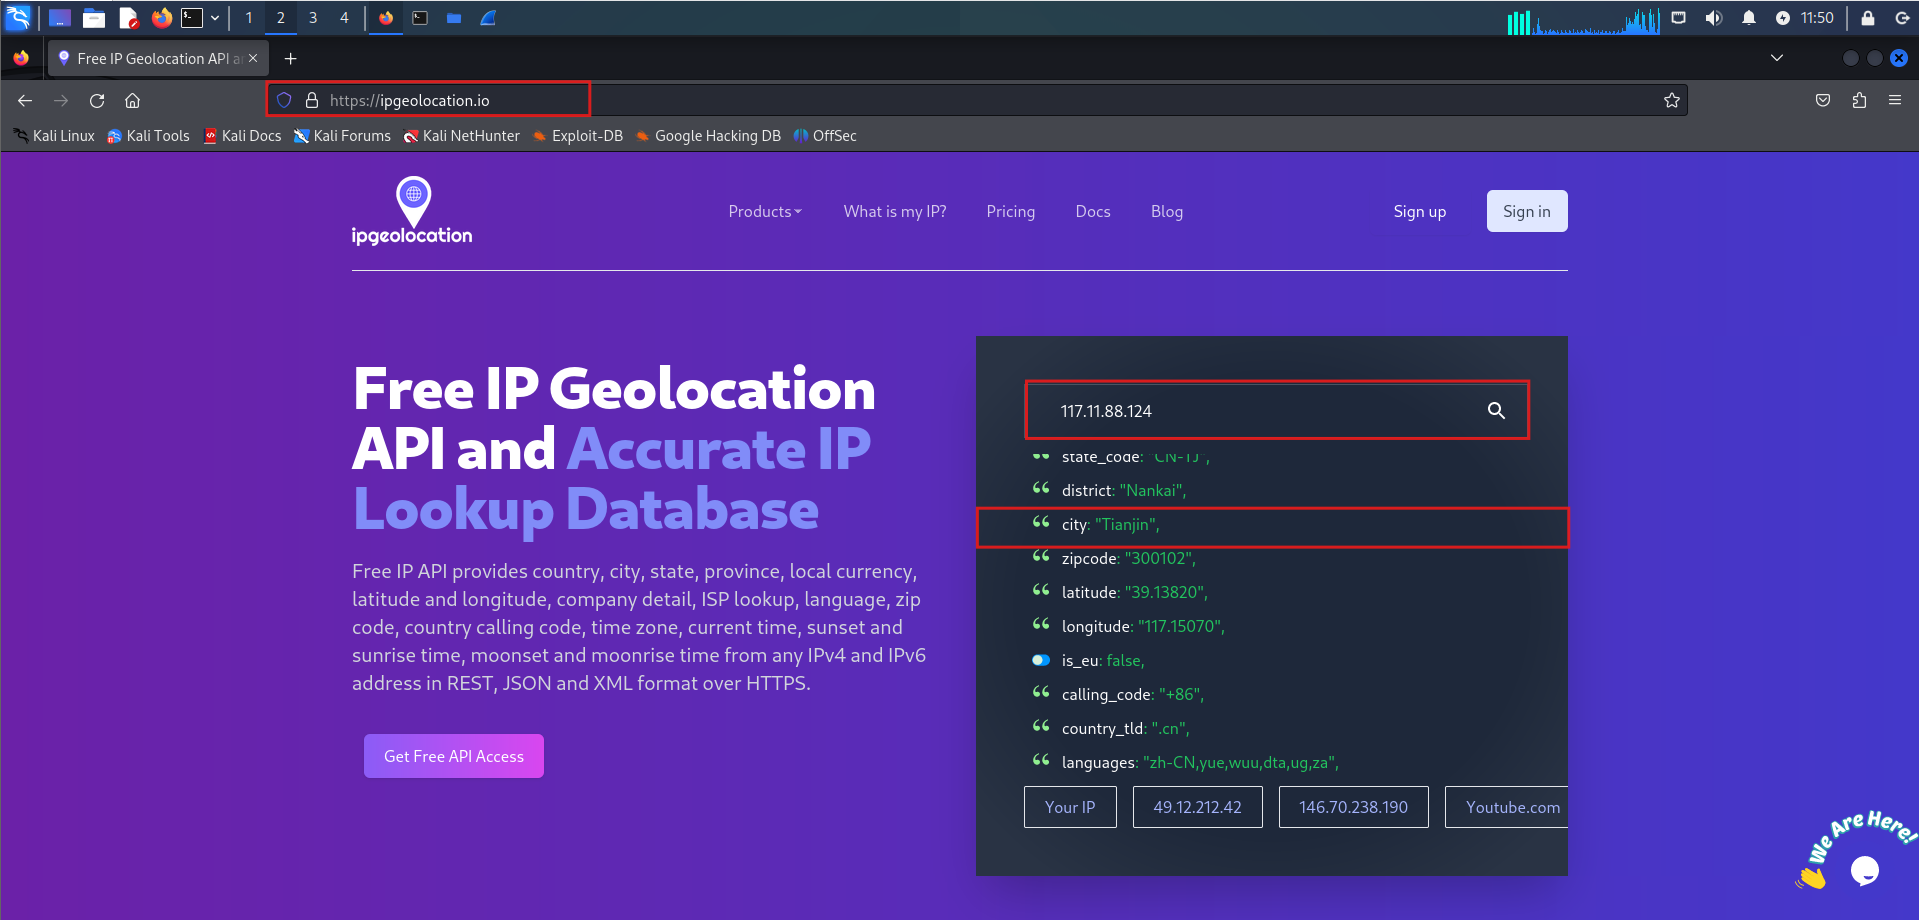 1 2 3 4 11:50
Free IP Geolocation API a
https://ipgeolocation.io
Kali Linux Kali Tools Kali Docs Kali Forums Kali NetHunter Exploit-DB Google Hacking DB OffSec
ipgeolocation
Products What is my IP? Pricing Docs Blog Sign up Sign in
Free IP Geolocation
API and Accurate IP
Lookup Database
Free IP API provides country, city, state, province, local currency,
latitude and longitude, company detail, ISP lookup, language, zip
code, country calling code, time zone, current time, sunset and
sunrise time, moonset and moonrise time from any IPv4 and IPv6
address in REST, JSON and XML format over HTTPS.
Get Free API Access
117.11.88.124
state_code: "CN-TJ",
district: "Nankai",
city: "Tianjin",
zipcode: "300102",
latitude: "39.13820",
longitude: "117.15070",
is_eu: false,
calling_code: "+86",
country_tld: ".cn",
languages: "zh-CN,yue,wuu,dta,ug,za",
Your IP 49.12.212.42 146.70.238.190 Youtube.com
We Are Here!